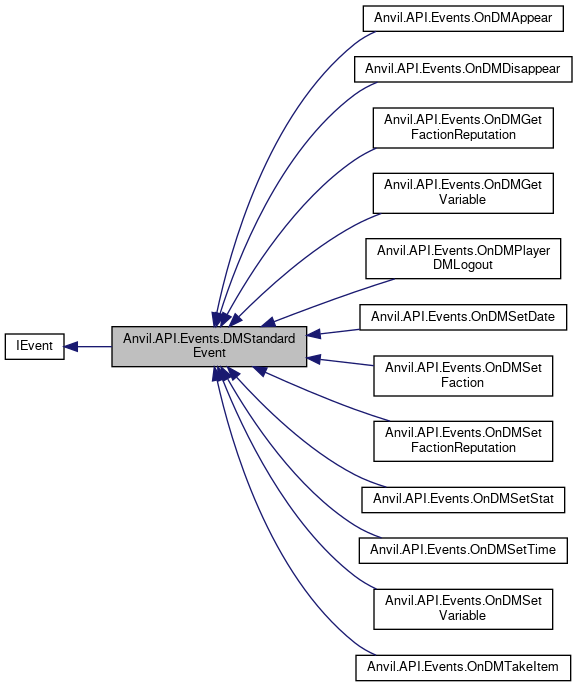 Anvil.API.Events.OnDMAppear
Anvil.API.Events.OnDMDisappear
Anvil.API.Events.OnDMGet
FactionReputation
Anvil.API.Events.OnDMGet
Variable
Anvil.API.Events.OnDMPlayer
DMLogout
Anvil.API.Events.OnDMSetDate
IEvent
Anvil.API.Events.DMStandard
Event
Anvil.API.Events.OnDMSet
Faction
Anvil.API.Events.OnDMSet
FactionReputation
Anvil.API.Events.OnDMSetStat
Anvil.API.Events.OnDMSetTime
Anvil.API.Events.OnDMSet
Variable
Anvil.API.Events.OnDMTakeItem